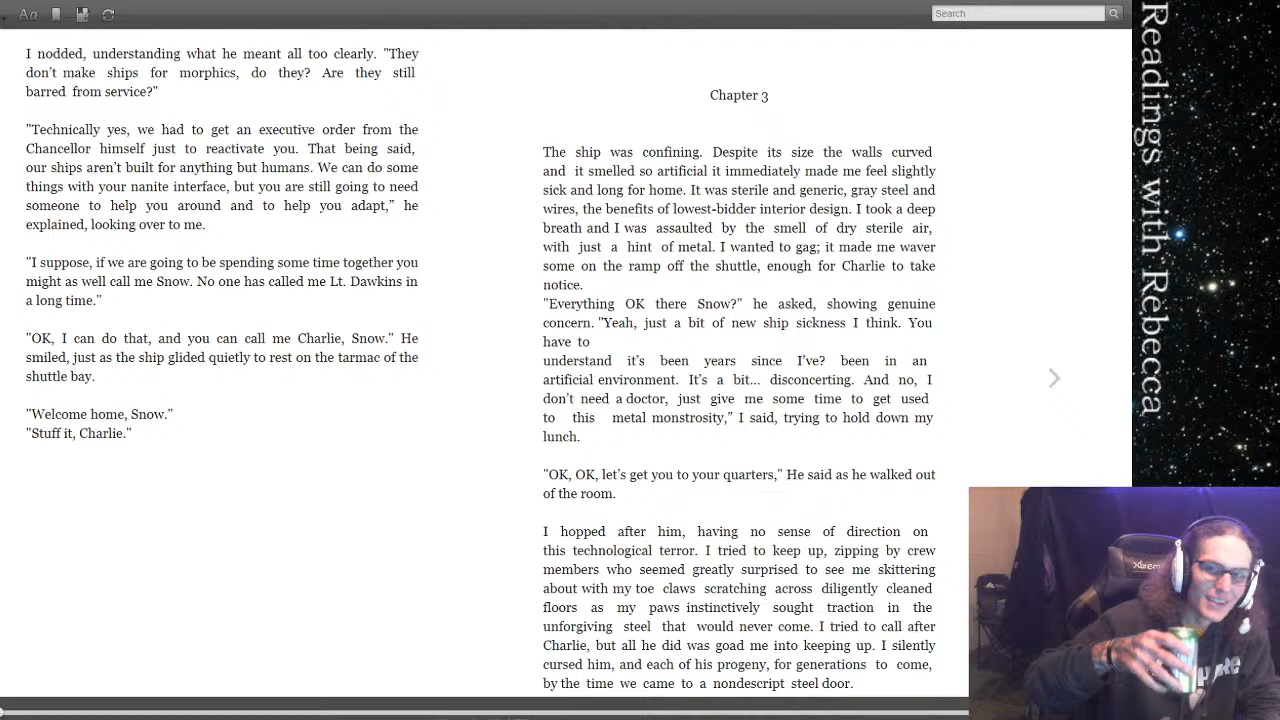 Aa
Search
I nodded, understanding what he meant all too clearly. "They
don't make ships for morphics, do they? Are they still
barred from service?"
"Technically yes, we had to get an executive order from the
Chancellor himself just to reactivate you. That being said,
our ships aren't built for anything but humans. We can do some
things with your nanite interface, but you are still going to need
someone to help you around and to help you adapt,” he
explained, looking over to me.
"I suppose, if we are going to be spending some time together you
might as well call me Snow. No one has called me Lt. Dawkins in
a long time."
"OK, I can do that, and you can call me Charlie, Snow." He
smiled, just as the ship glided quietly to rest on the tarmac of the
shuttle bay.
"Welcome home, Snow."
"Stuff it, Charlie."
Chapter 3
The ship was confining. Despite its size the walls curved
and it smelled so artificial it immediately made me feel slightly
sick and long for home. It was sterile and generic, gray steel and
wires, the benefits of lowest-bidder interior design. I took a deep
breath and I was assaulted by the smell of dry sterile air,
with just a hint of metal. I wanted to gag; it made me waver
some on the ramp off the shuttle, enough for Charlie to take
notice.
"Everything OK there Snow?" he asked, showing genuine
concern. "Yeah, just a bit of new ship sickness I think. You
have to
understand it’s been years since I’ve? been in an
artificial environment. It’s a bit... disconcerting. And no, I
don’t need a doctor, just give me some time to get used
to this metal monstrosity,” I said, trying to hold down my
lunch.
"OK, OK, let’s get you to your quarters," He said as he walked out
of the room.
I hopped after him, having no sense of direction on
this technological terror. I tried to keep up, zipping by crew
members who seemed greatly surprised to see me skittering
about with my toe claws scratching across diligently cleaned
floors as my paws instinctively sought traction in the
unforgiving steel that would never come. I tried to call after
Charlie, but all he did was goad me into keeping up. I silently
cursed him, and each of his progeny, for generations to come,
by the time we came to a nondescript steel door.
Readings with Rebecca